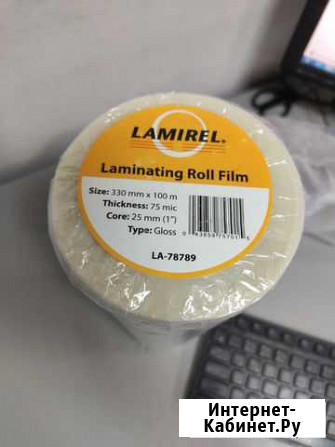 LAMIREL®
Laminating Roll Film
Size: 330 mm x 100 m
Thickness: 75 mic
Core: 25 mm (1")
Type: Gloss
LA-78789
Интернет-
Кабинет.Ру